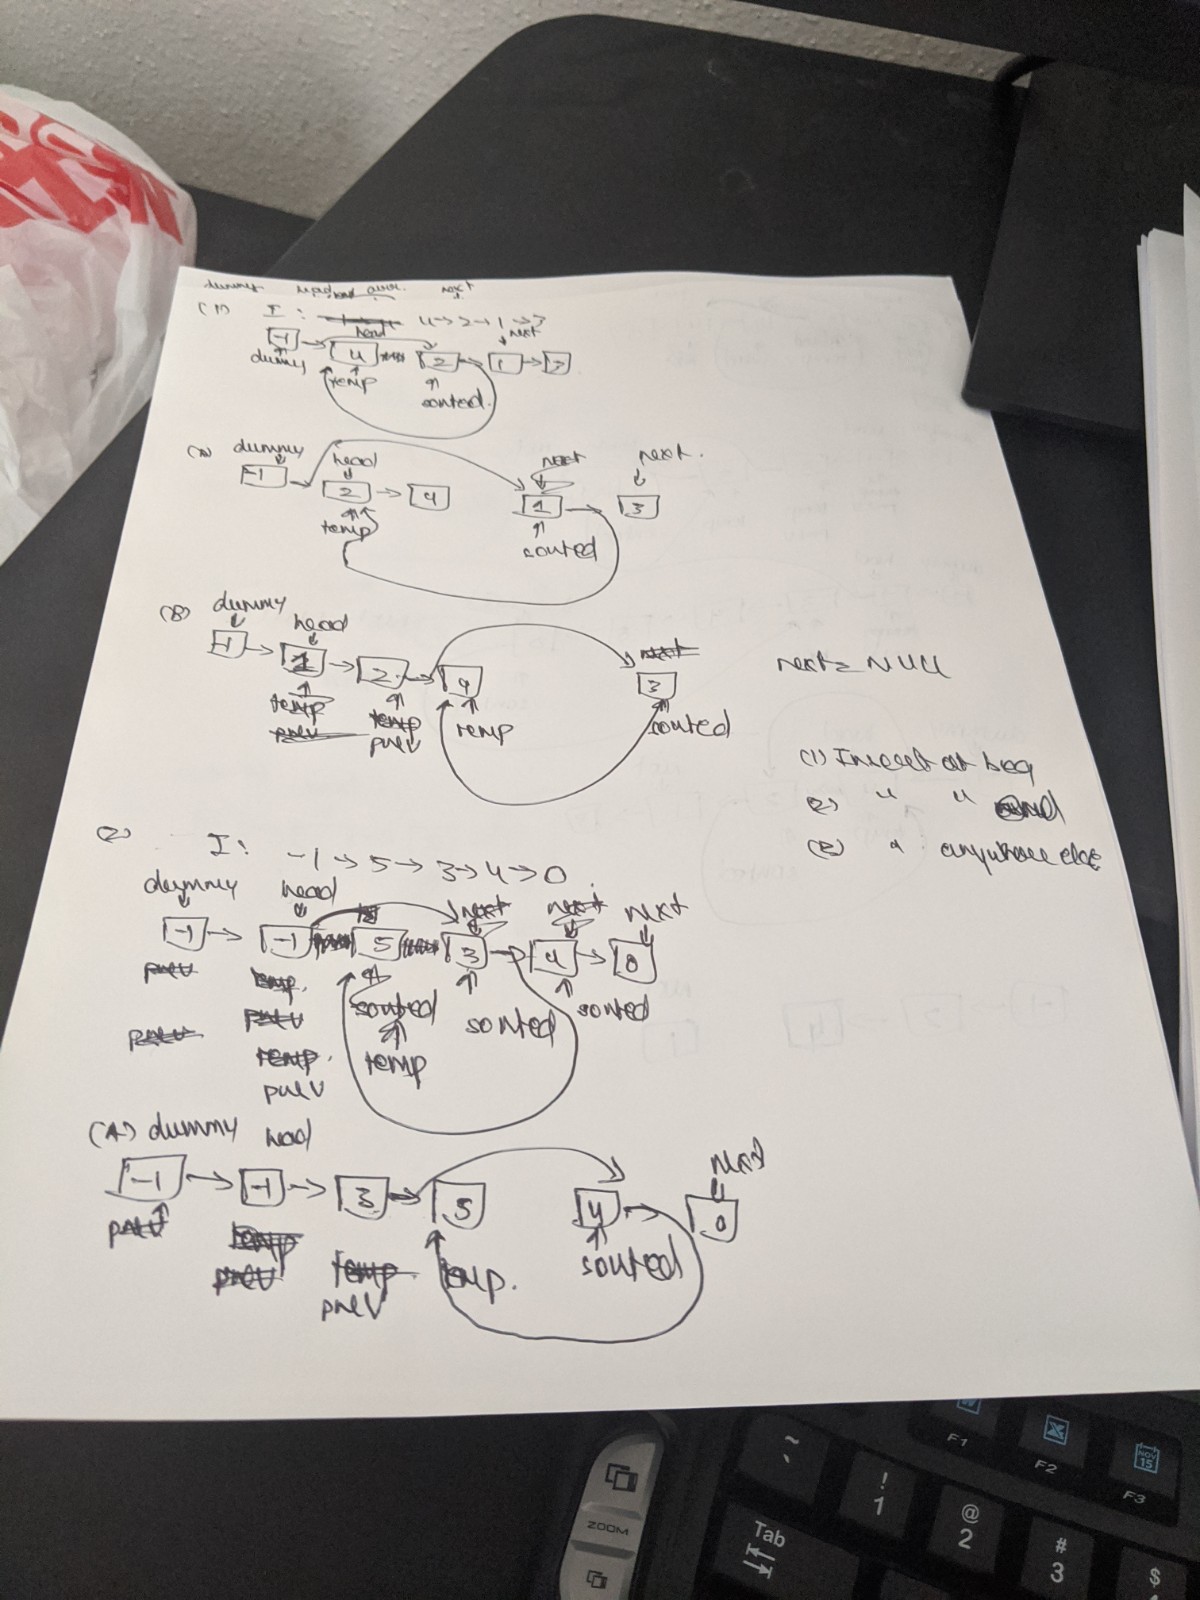 dummy head curr. next
(1) I: 4→2→1→3
head next
-1 → 4 2 → 1 → 3
dummy temp sorted.
(A) dummy head next next.
-1 → 2 → 4 1 → 3
temp sorted
(B) dummy head next
-1 → 1 → 2 → 4 3 next = NULL
temp temp temp sorted
prev prev
(1) Insert at beg
(2) " " end
(3) " anywhere else
(2) I: -1 → 5 → 3 → 4 → 0.
dummy head next next next
-1 → -1 5 3 → 4 → 0
prev temp. sorted sorted sorted
prev prev temp
temp.
prev
(A) dummy head next
-1 → -1 → 3 → 5 4 → 0
prev temp temp temp. sorted
prev prev
~
`
! 1
@ 2
# 3
$
Tab
F1
F2
F3
NOV 15
ZOOM